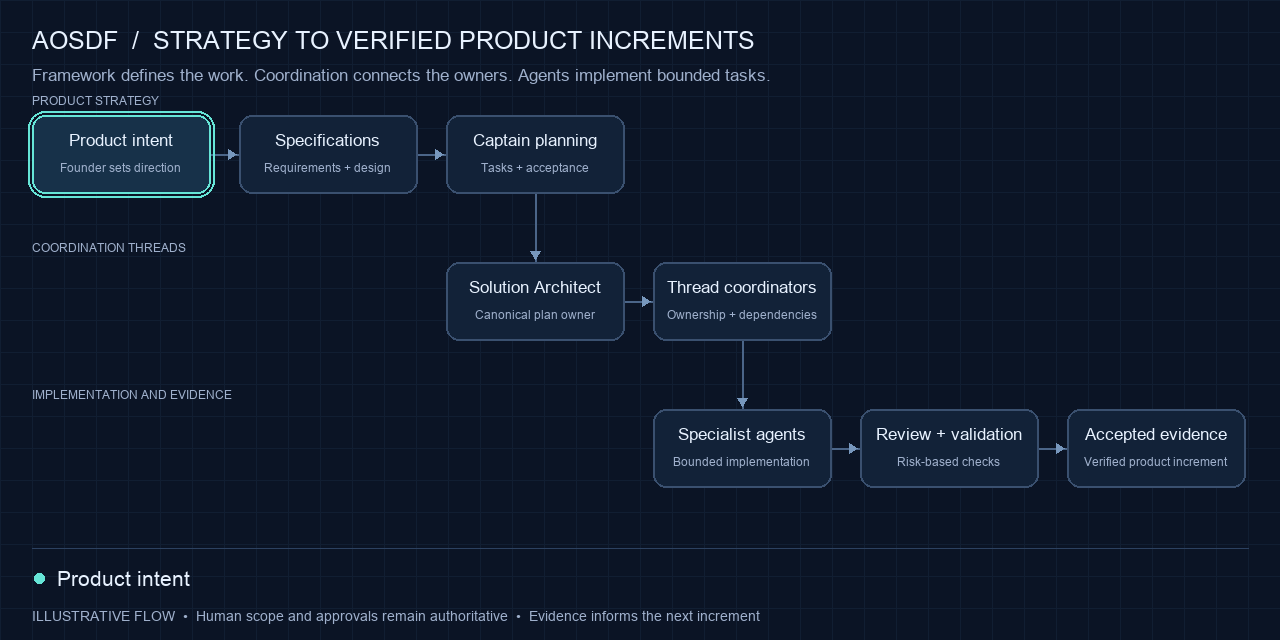 AOSDF / STRATEGY TO VERIFIED PRODUCT INCREMENTS
Framework defines the work. Coordination connects the owners. Agents implement bounded tasks.
PRODUCT STRATEGY
Product intent
Founder sets direction
Specifications
Requirements + design
Captain planning
Tasks + acceptance
COORDINATION THREADS
Solution Architect
Canonical plan owner
Thread coordinators
Ownership + dependencies
IMPLEMENTATION AND EVIDENCE
Specialist agents
Bounded implementation
Review + validation
Risk-based checks
Accepted evidence
Verified product increment
Product intent
ILLUSTRATIVE FLOW • Human scope and approvals remain authoritative • Evidence informs the next increment